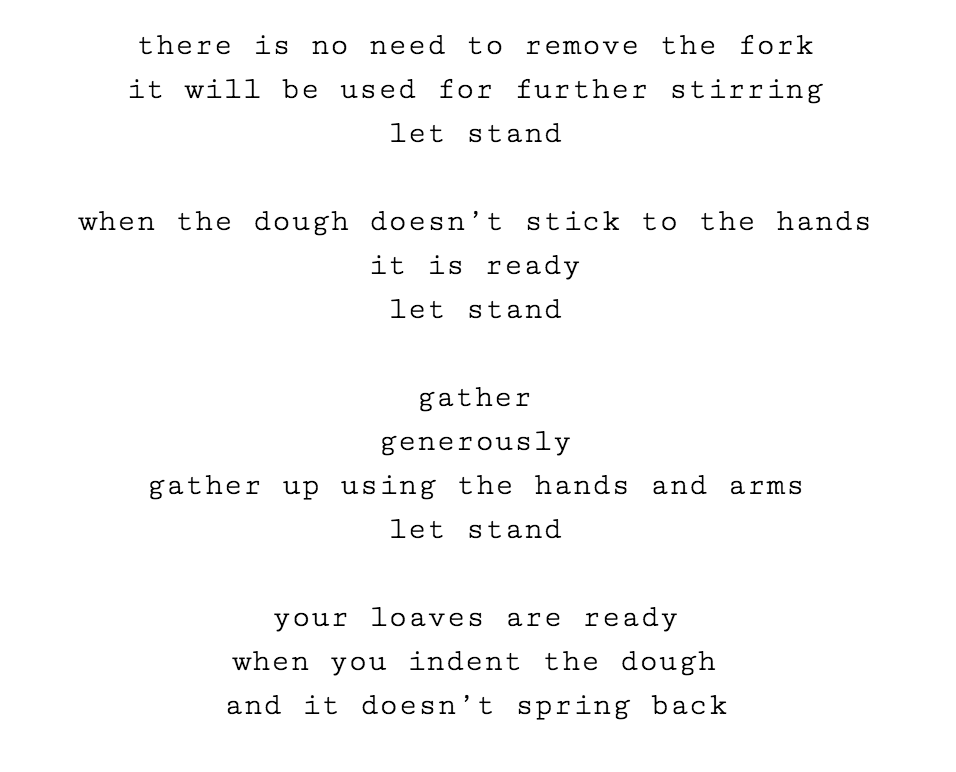 there is no need to remove the fork
it will be used for further stirring
let stand
when the dough doesn't stick to the hands
it is ready
let stand
gather
generously
gather up using the hands and arms
let stand
your loaves are ready
when you indent the dough
and it doesn't spring back